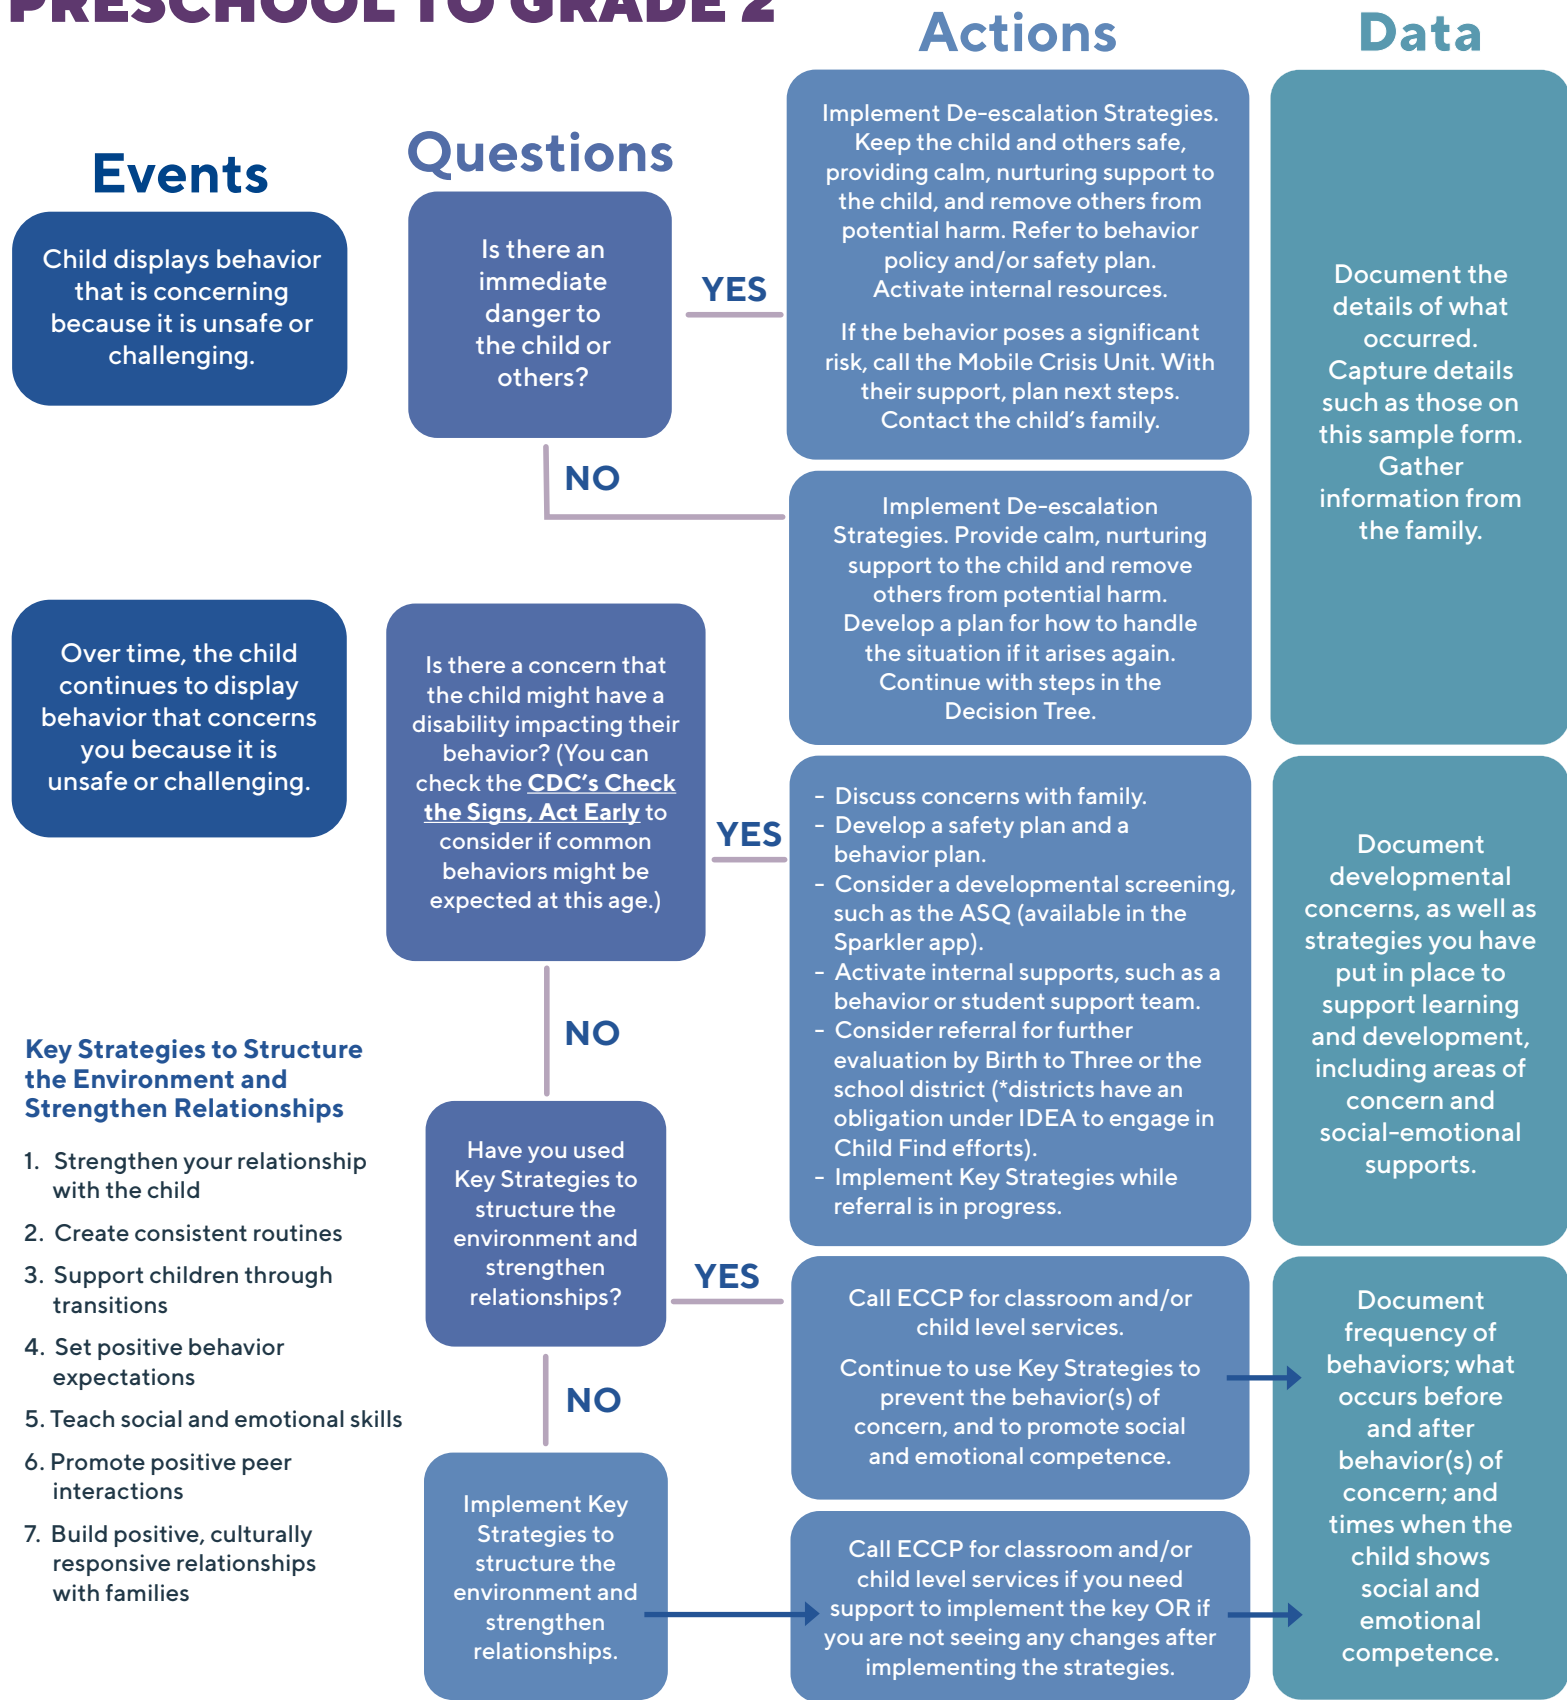 PRESCHOOL TO GRADE 2
Events
Child displays behavior
that is concerning
because it is unsafe or
challenging.
Questions
Is there an
immediate
danger to
the child or
others?
YES
Actions
Implement De-escalation Strategies.
Keep the child and others safe,
providing calm, nurturing support to
the child, and remove others from
potential harm. Refer to behavior
policy and/or safety plan.
Activate internal resources.
If the behavior poses a significant
risk, call the Mobile Crisis Unit. With
their support, plan next steps.
Contact the child's family.
Data
Document the
details of what
occurred.
Capture details
such as those on
this sample form.
Gather
information from
the family.
NO
Implement De-escalation
Strategies. Provide calm, nurturing
support to the child and remove
others from potential harm.
Develop a plan for how to handle
the situation if it arises again.
Continue with steps in the
Decision Tree.
Over time, the child
continues to display
behavior that concerns
you because it is
unsafe or challenging.
Is there a concern that
the child might have a
disability impacting their
behavior? (You can
check the CDC's Check
the Signs, Act Early to
consider if common
behaviors might be
expected at this age.)
YES
- Discuss concerns with family.
- Develop a safety plan and a
behavior plan.
- Consider a developmental screening,
such as the ASQ (available in the
Sparkler app).
- Activate internal supports, such as a
behavior or student support team.
- Consider referral for further
evaluation by Birth to Three or the
school district (*districts have an
obligation under IDEA to engage in
Child Find efforts).
- Implement Key Strategies while
referral is in progress.
Document
developmental
concerns, as well as
strategies you have
put in place to
support learning
and development,
including areas of
concern and
social-emotional
supports.
NO
Key Strategies to Structure
the Environment and
Strengthen Relationships
1. Strengthen your relationship
with the child
2. Create consistent routines
3. Support children through
transitions
4. Set positive behavior
expectations
5. Teach social and emotional skills
6. Promote positive peer
interactions
7. Build positive, culturally
responsive relationships
with families
Have you used
Key Strategies to
structure the
environment and
strengthen
relationships?
YES
Call ECCP for classroom and/or
child level services.
Continue to use Key Strategies to
prevent the behavior(s) of
concern, and to promote social
and emotional competence.
Document
frequency of
behaviors; what
occurs before
and after
behavior(s) of
concern; and
times when the
child shows
social and
emotional
competence.
NO
Implement Key
Strategies to
structure the
environment and
strengthen
relationships.
Call ECCP for classroom and/or
child level services if you need
support to implement the key OR if
you are not seeing any changes after
implementing the strategies.